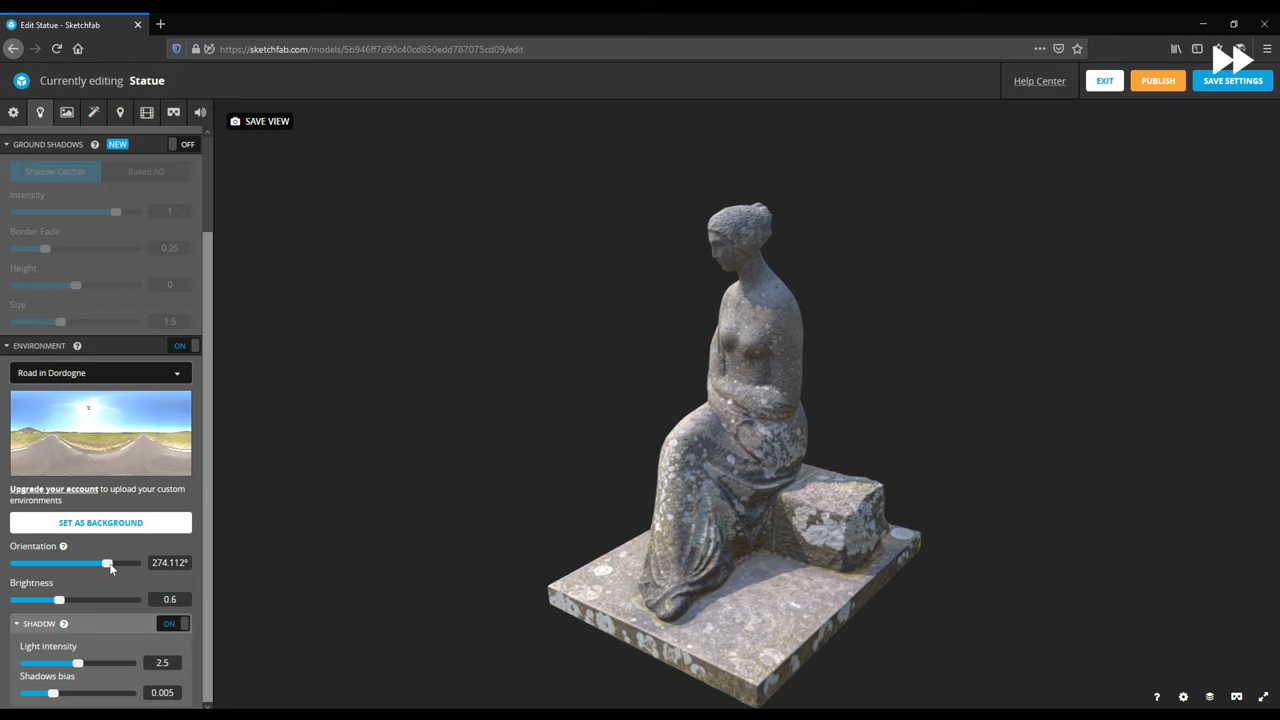 Edit Statue - Sketchfab
https://sketchfab.com/models/5b946ff7d90c40cd850edd787075cd09/edit
Currently editing Statue
Help Center
EXIT
PUBLISH
SAVE SETTINGS
SAVE VIEW
GROUND SHADOWS ? NEW OFF
Shadow Catcher Baked AO
Intensity
1
Border Fade
0.25
Height
0
Size
1.5
ENVIRONMENT ? ON
Road in Dordogne
Upgrade your account to upload your custom
environments
SET AS BACKGROUND
Orientation ?
274.112°
Brightness
0.6
SHADOW ? ON
Light intensity
2.5
Shadows bias
0.005
?